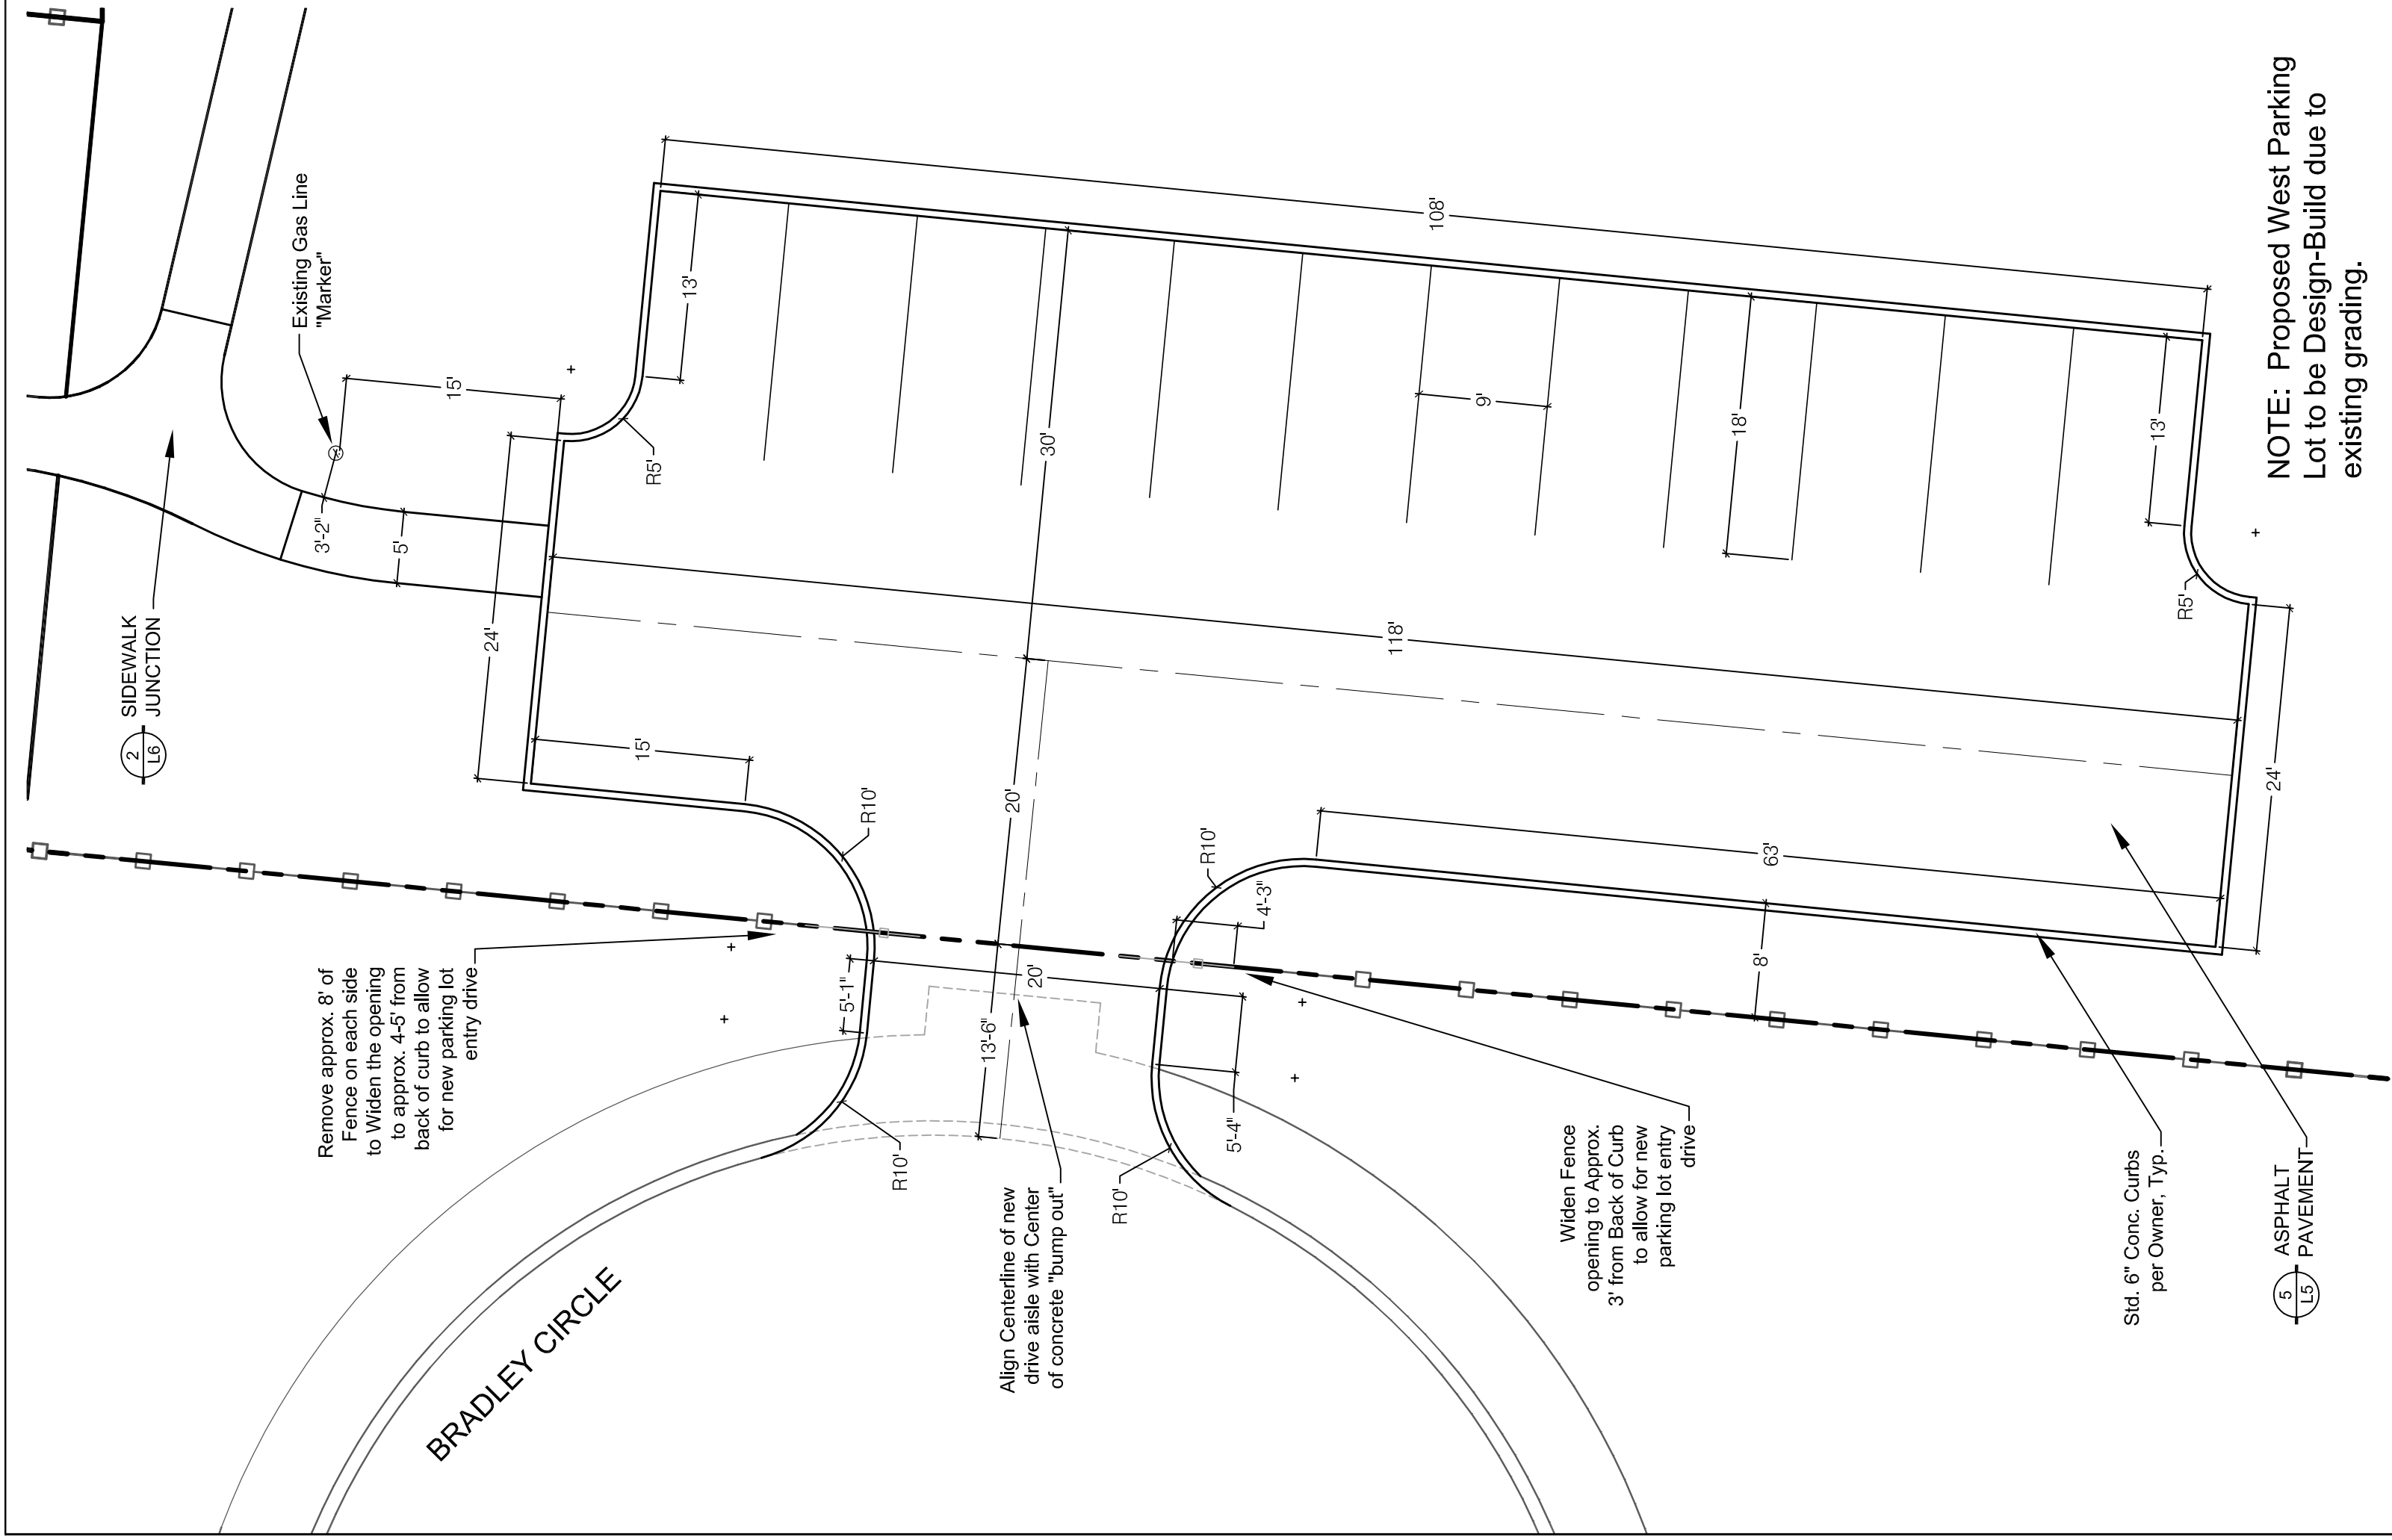 Existing Gas Line
"Marker"
SIDEWALK
JUNCTION
2
L6
3'-2"
15'
5'
24'
15'
13'
R5'
108'
30'
9'
18'
13'
R5'
118'
24'
20'
R10'
R10'
63'
4'-3"
8'
20'
5'-1"
13'-6"
5'-4"
R10'
R10'
Remove approx. 8' of
Fence on each side
to Widen the opening
to approx. 4-5' from
back of curb to allow
for new parking lot
entry drive
BRADLEY CIRCLE
Align Centerline of new
drive aisle with Center
of concrete "bump out"
Widen Fence
opening to Approx.
3' from Back of Curb
to allow for new
parking lot entry
drive
Std. 6" Conc. Curbs
per Owner, Typ.
5
L5
ASPHALT
PAVEMENT
NOTE: Proposed West Parking
Lot to be Design-Build due to
existing grading.